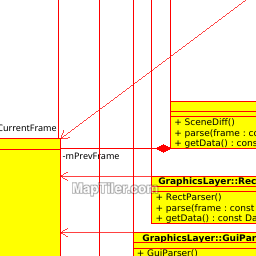 + SceneDiff()
CurrentFrame
+ parse(frame : co
+ getData() : cons
-mPrevFrame
GraphicsLayer::Rec
MapTiler.com
+ RectParser()
+ parse(frame : const
+ getData() : const Da
GraphicsLayer::GuiPar
+ GuiParser()